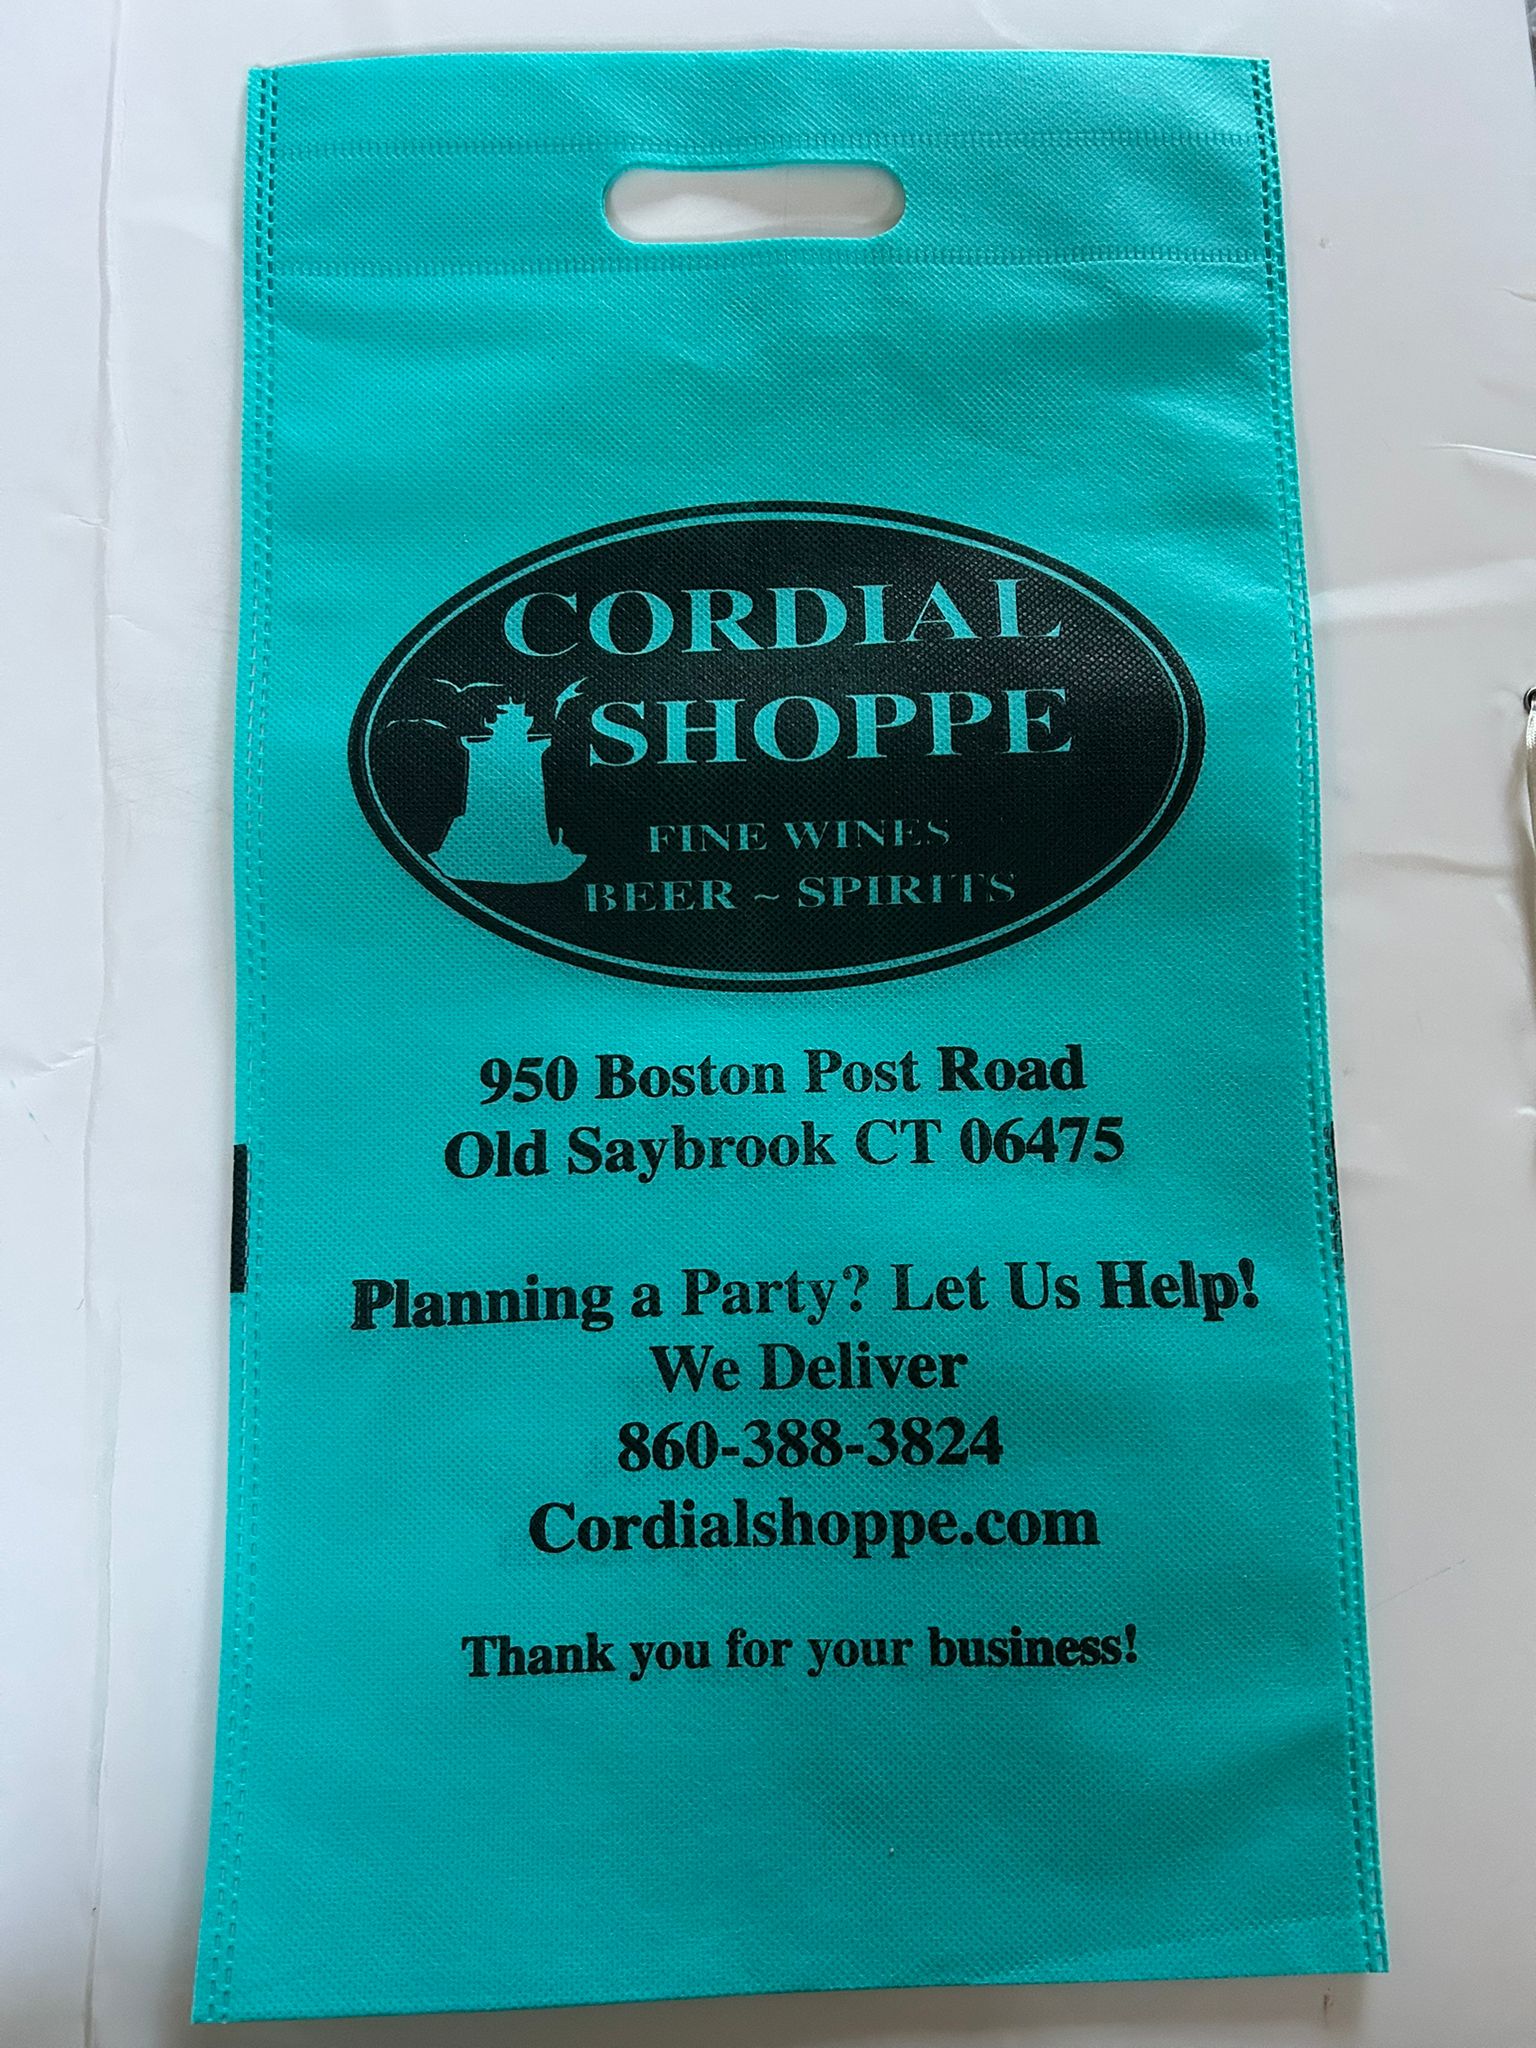 CORDIAL
SHOPPE
FINE WINES
BEER ~ SPIRITS
950 Boston Post Road
Old Saybrook CT 06475
Planning a Party? Let Us Help!
We Deliver
860-388-3824
Cordialshoppe.com
Thank you for your business!